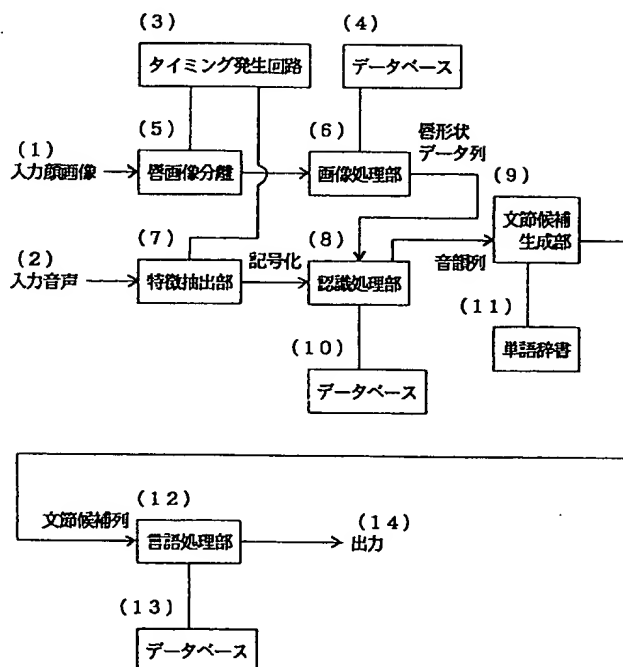 (3)
タイミング発生回路
(4)
データベース
(1)
入力顔画像
(5)
唇画像分離
(6)
画像処理部
唇形状
データ列
(9)
文節候補
生成部
(2)
入力音声
(7)
特徴抽出部
記号化
(8)
認識処理部
音韻列
(11)
単語辞書
(10)
データベース
文節候補列
(12)
言語処理部
(14)
出力
(13)
データベース